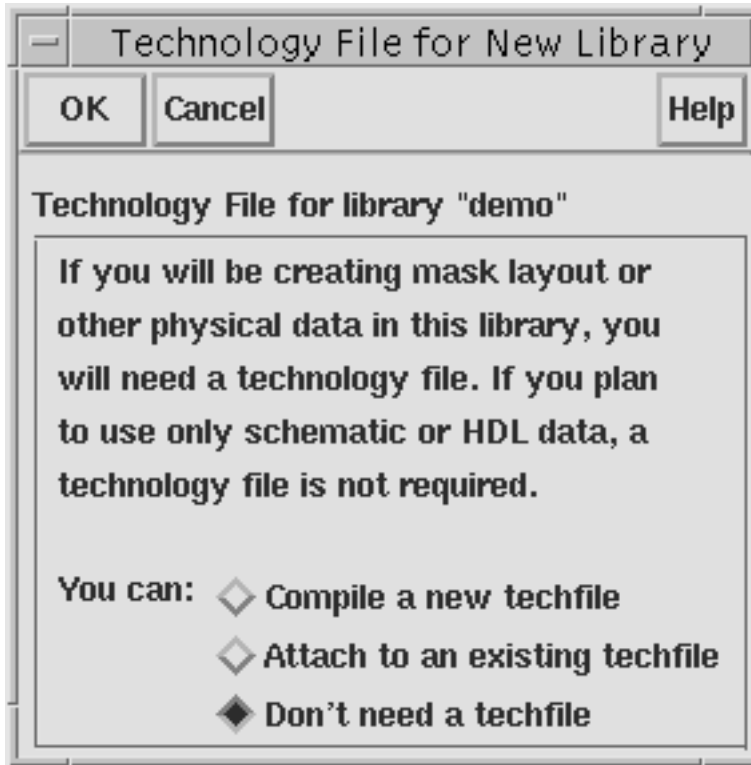 Technology File for New Library
OK Cancel Help
Technology File for library "demo"
If you will be creating mask layout or
other physical data in this library, you
will need a technology file. If you plan
to use only schematic or HDL data, a
technology file is not required.
You can: Compile a new techfile
Attach to an existing techfile
Don't need a techfile